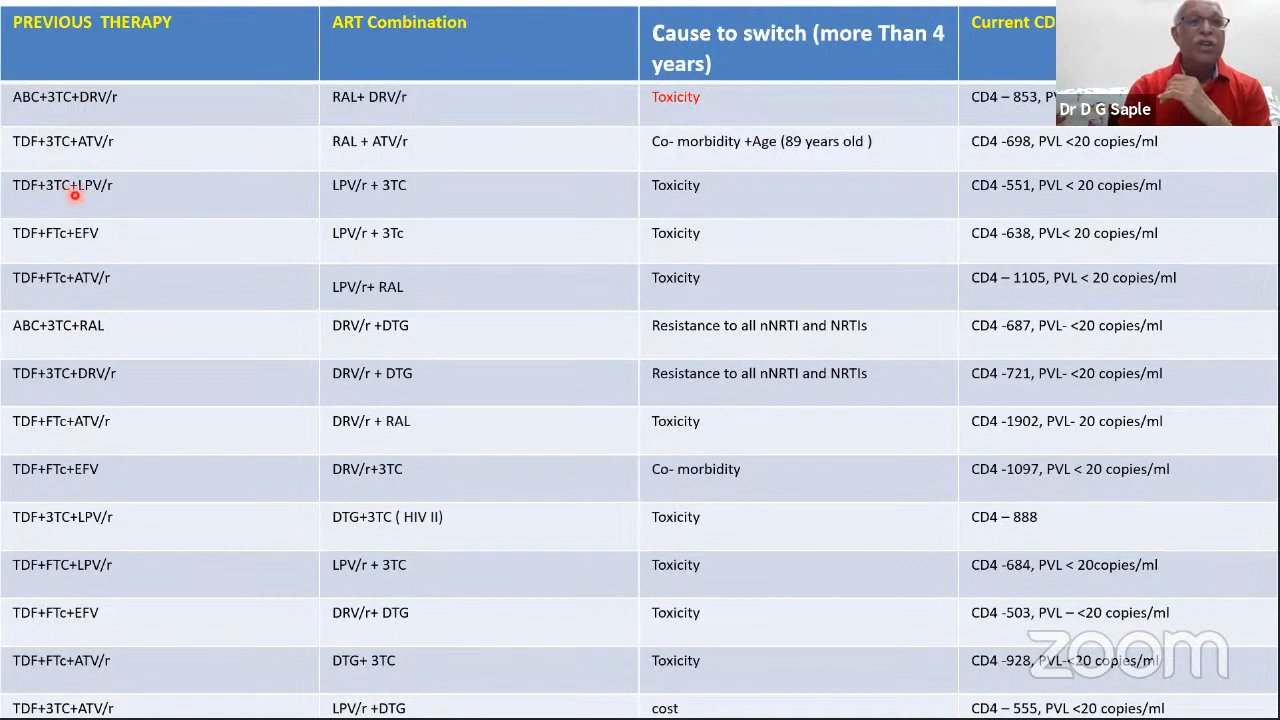 PREVIOUS THERAPY ART Combination Cause to switch (more Than 4 years) Current CD
Dr D G Saple
ABC+3TC+DRV/r RAL+ DRV/r Toxicity CD4 – 853,
TDF+3TC+ATV/r RAL + ATV/r Co- morbidity +Age (89 years old ) CD4 -698, PVL <20 copies/ml
TDF+3TC+LPV/r LPV/r + 3TC Toxicity CD4 -551, PVL < 20 copies/ml
TDF+FTc+EFV LPV/r + 3Tc Toxicity CD4 -638, PVL< 20 copies/ml
TDF+FTc+ATV/r LPV/r+ RAL Toxicity CD4 – 1105, PVL < 20 copies/ml
ABC+3TC+RAL DRV/r +DTG Resistance to all nNRTI and NRTIs CD4 -687, PVL- <20 copies/ml
TDF+3TC+DRV/r DRV/r + DTG Resistance to all nNRTI and NRTIs CD4 -721, PVL- <20 copies/ml
TDF+FTc+ATV/r DRV/r + RAL Toxicity CD4 -1902, PVL- 20 copies/ml
TDF+FTc+EFV DRV/r+3TC Co- morbidity CD4 -1097, PVL < 20 copies/ml
TDF+3TC+LPV/r DTG+3TC ( HIV II) Toxicity CD4 – 888
TDF+FTC+LPV/r LPV/r + 3TC Toxicity CD4 -684, PVL < 20copies/ml
TDF+FTc+EFV DRV/r+ DTG Toxicity CD4 -503, PVL – <20 copies/ml
TDF+FTc+ATV/r DTG+ 3TC Toxicity CD4 -928, PVL-<20 copies/ml
zoom
TDF+3TC+ATV/r LPV/r +DTG cost CD4 – 555, PVL <20 copies/ml